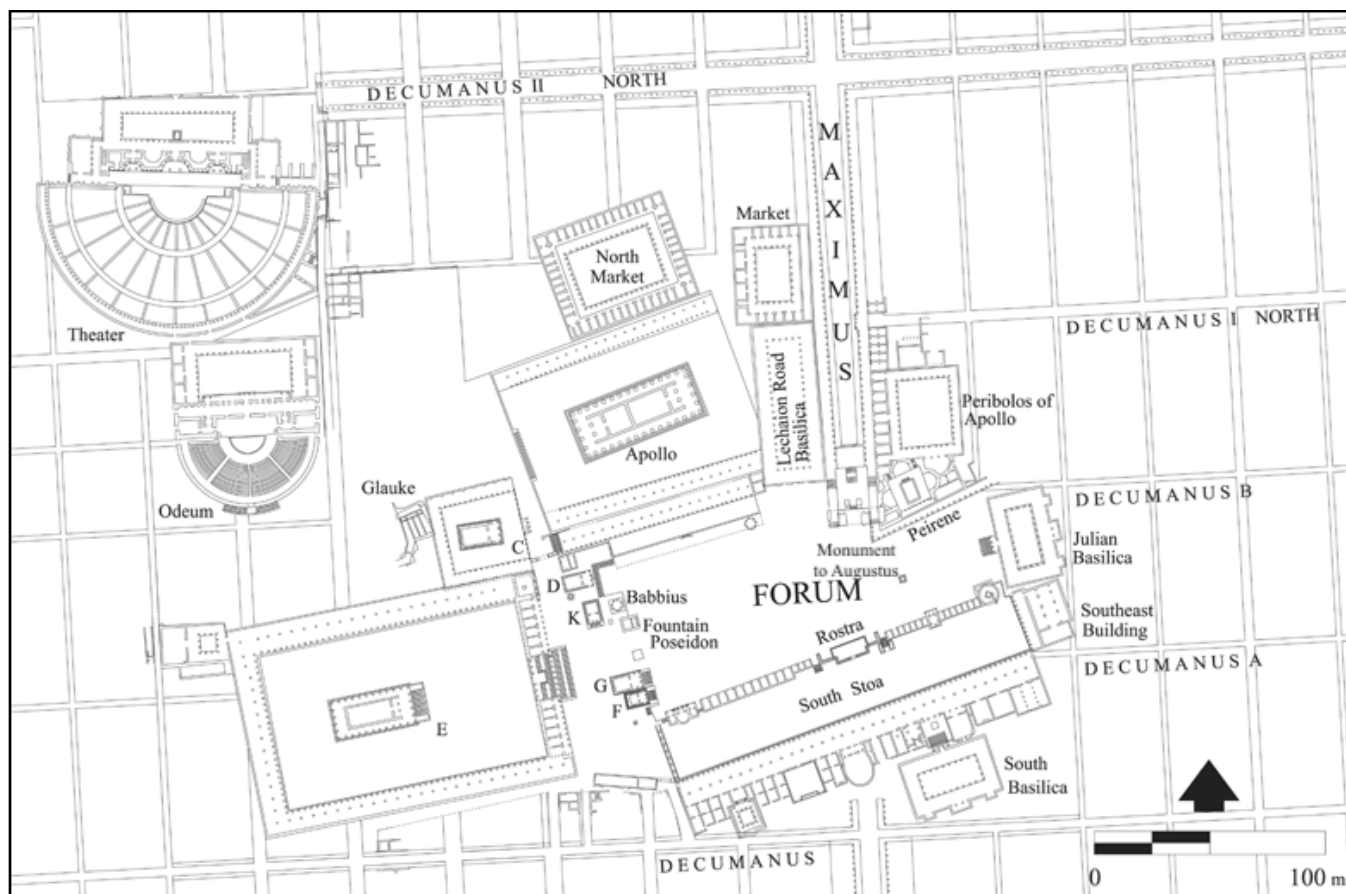 DECUMANUS II NORTH
MAXIMUS
Market
North
Market
Theater
DECUMANUS I NORTH
Lechaion Road
Basilica
Peribolos of
Apollo
Apollo
Glauke
Odeum
DECUMANUS B
Peirene
C
Julian
Basilica
Monument
to Augustus
D
FORUM
Babbius
K
Fountain
Poseidon
Southeast
Building
Rostra
DECUMANUS A
G
F
South Stoa
E
South
Basilica
DECUMANUS
0 100 m